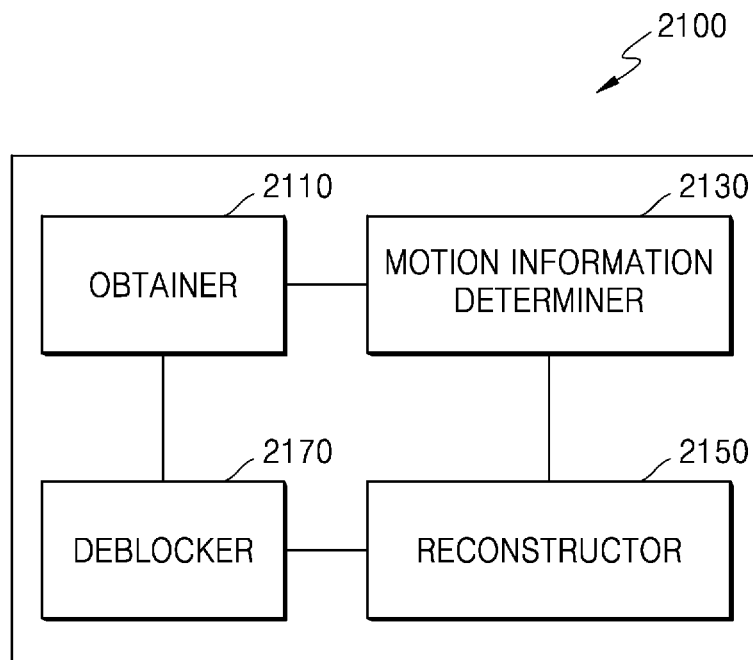 2100
2110
2130
OBTAINER
MOTION INFORMATION
DETERMINER
2170
2150
DEBLOCKER
RECONSTRUCTOR